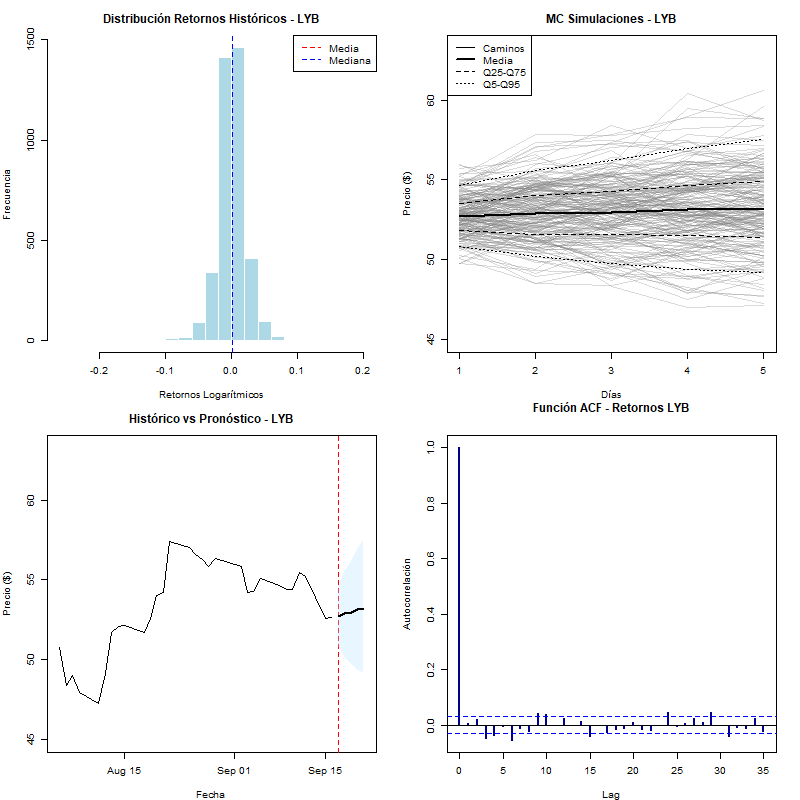 Distribución Retornos Históricos - LYB
Frecuencia
1500
1000
500
0
Media
Mediana
-0.2 -0.1 0.0 0.1 0.2
Retornos Logarítmicos
MC Simulaciones - LYB
Precio ($)
60
55
50
45
Caminos
Media
Q25-Q75
Q5-Q95
1 2 3 4 5
Días
Histórico vs Pronóstico - LYB
Precio ($)
60
55
50
45
Aug 15 Sep 01 Sep 15
Fecha
Función ACF - Retornos LYB
Autocorrelación
1.0
0.8
0.6
0.4
0.2
0.0
0 5 10 15 20 25 30 35
Lag